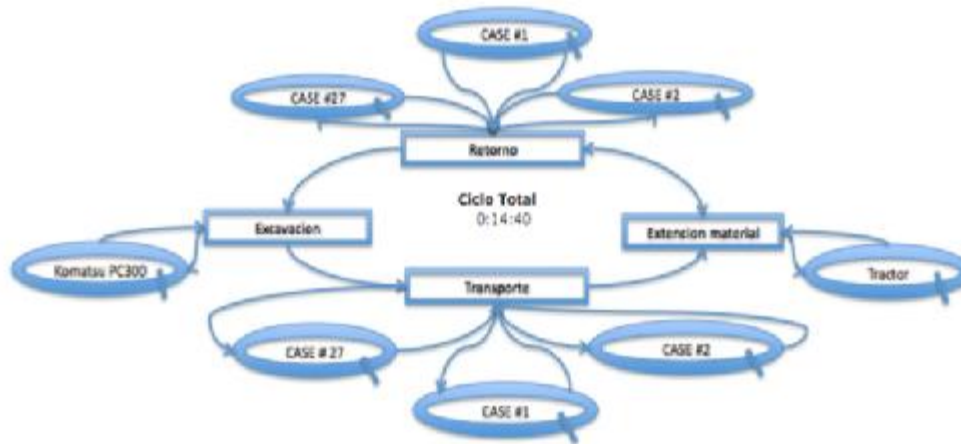 CASE #1
CASE #27
CASE #2
Retorno
Ciclo Total
0:14:40
Excavacion
Extencion material
Komatsu PC300
Tractor
Transporte
CASE # 27
CASE #2
CASE #1